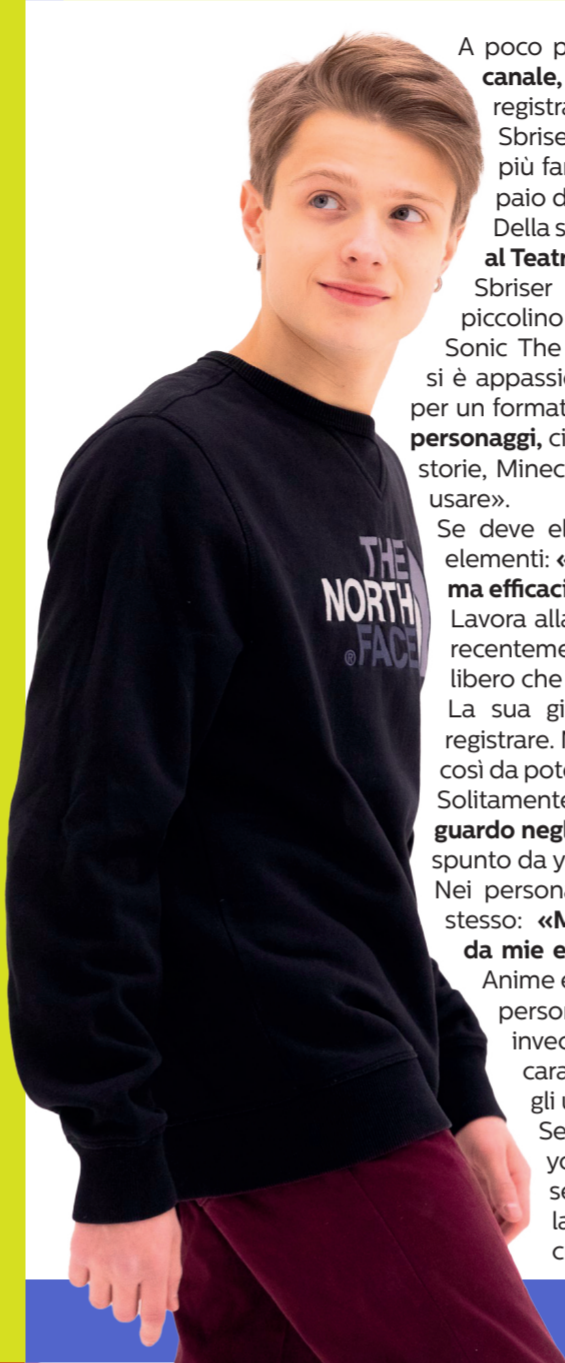 A poco p
canale,
registra
Sbrise
più fa
paio d
Della s
al Teatr
Sbriser
piccolino
Sonic The
si è appassi
per un format
personaggi, ci
storie, Minec
usare».
Se deve el
elementi: «
ma efficaci
Lavora alla
recenteme
libero che
La sua gi
registrare.
così da pote
Solitamente
guardo negl
spunto da y
Nei persona
stesso: «M
da mie e
Anime e
person
invec
cara
gli
Se
yo
se
la
c
THE
NORTH
®FACE